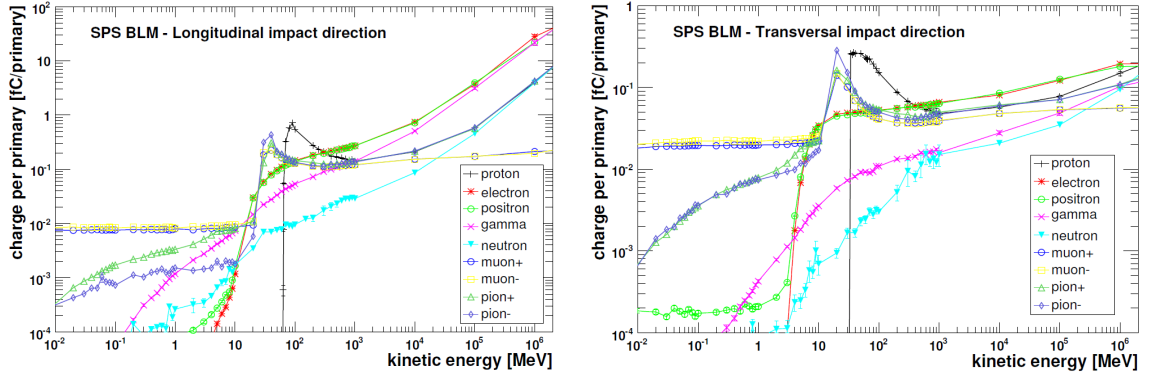 SPS BLM - Longitudinal impact direction
charge per primary [fC/primary]
10²
10
1
10⁻¹
10⁻²
10⁻³
10⁻⁴
proton
electron
positron
gamma
neutron
muon+
muon-
pion+
pion-
10⁻² 10⁻¹ 1 10 10² 10³ 10⁴ 10⁵ 10⁶
kinetic energy [MeV]
SPS BLM - Transversal impact direction
charge per primary [fC/primary]
1
10⁻¹
10⁻²
10⁻³
10⁻⁴
proton
electron
positron
gamma
neutron
muon+
muon-
pion+
pion-
10⁻² 10⁻¹ 1 10 10² 10³ 10⁴ 10⁵ 10⁶
kinetic energy [MeV]